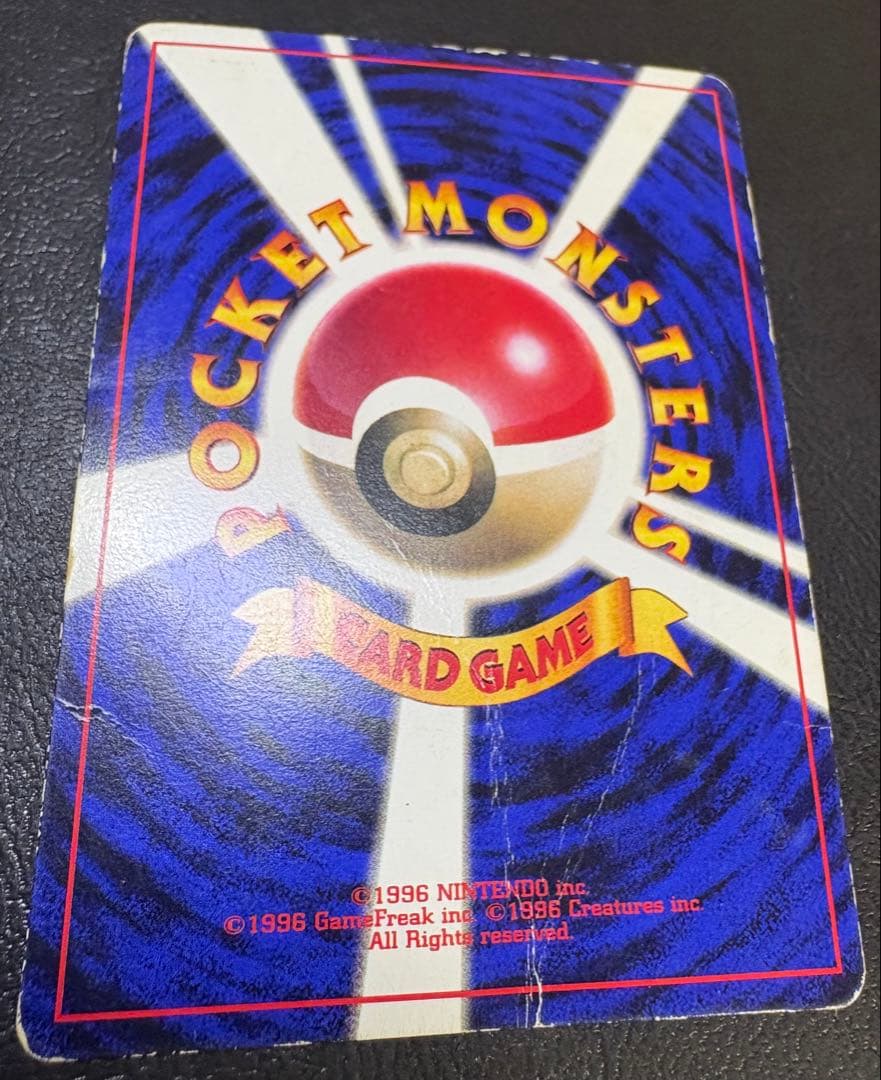 POCKET MONSTERS
CARD GAME
©1996 NINTENDO inc.
©1996 GameFreak inc. ©1996 Creatures inc.
All Rights reserved.